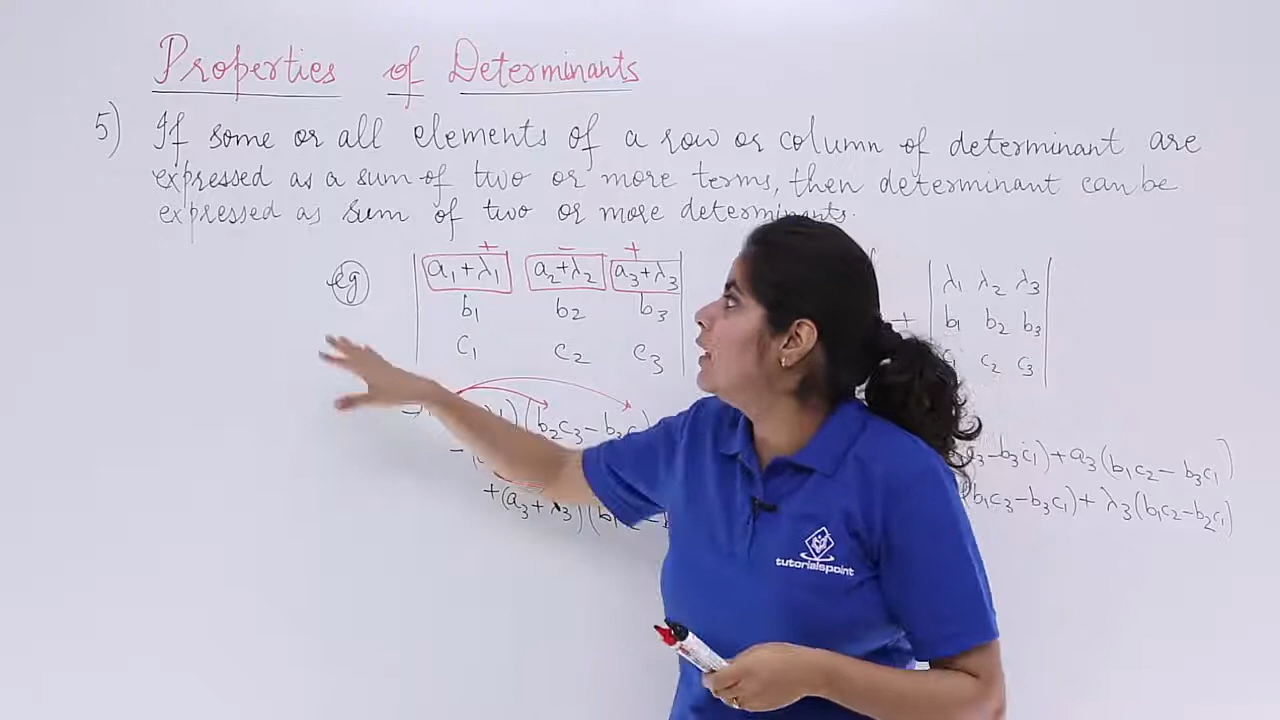 Properties of Determinants
5) If some or all elements of a row or column of determinant are
expressed as a sum of two or more terms, then determinant can be
expressed as sum of two or more determinants.
+ − +
eg | a₁+λ₁ a₂+λ₂ a₃+λ₃ |
| b₁ b₂ b₃ |
| c₁ c₂ c₃ |
+ | λ₁ λ₂ λ₃ |
| b₁ b₂ b₃ |
c₂ c₃ |
(b₂c₃ − b₃c
+(a₃+λ₃)(b₁
₃−b₃c₁)+a₃(b₁c₂ − b₃c₁)
(b₁c₃−b₃c₁)+ λ₃(b₁c₂−b₂c₁)
tutorialspoint